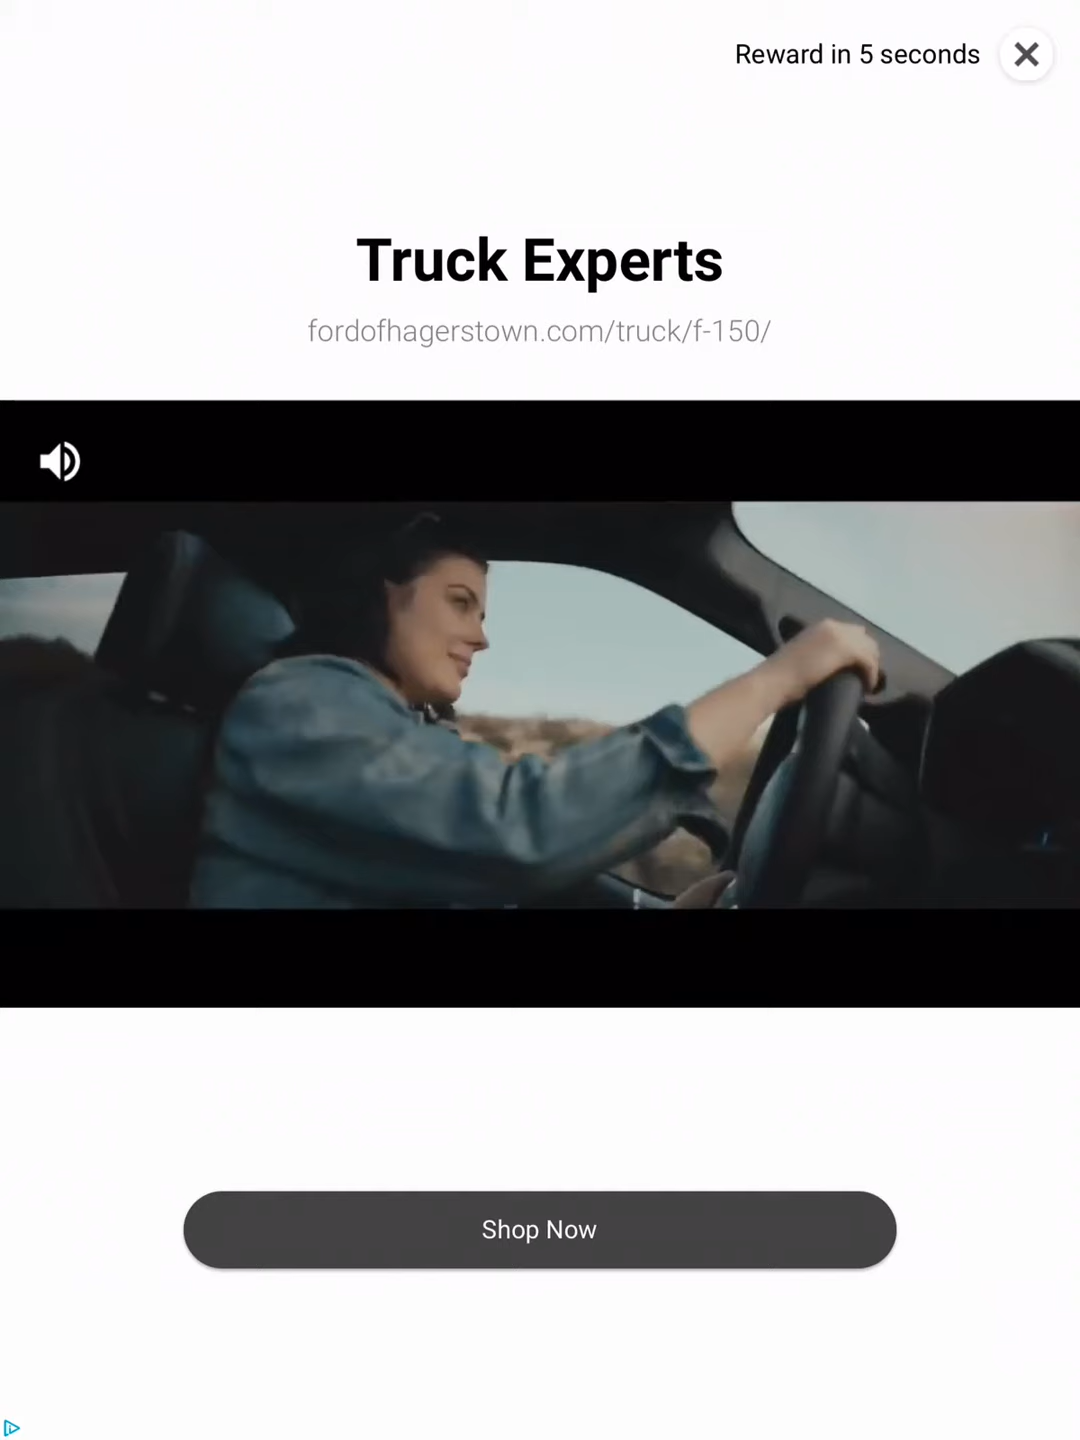 Reward in 5 seconds
Truck Experts
fordofhagerstown.com/truck/f-150/
Shop Now